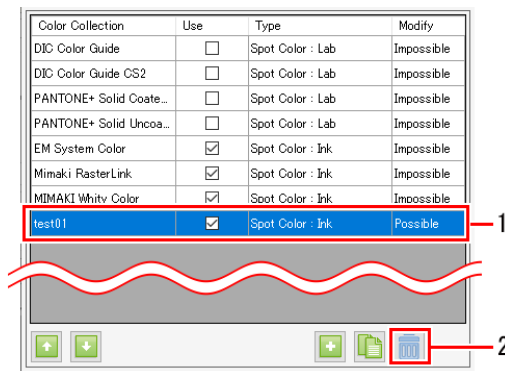 Color Collection Use Type Modify
DIC Color Guide Spot Color : Lab Impossible
DIC Color Guide CS2 Spot Color : Lab Impossible
PANTONE+ Solid Coate... Spot Color : Lab Impossible
PANTONE+ Solid Uncoa... Spot Color : Lab Impossible
EM System Color Spot Color : Ink Impossible
Mimaki RasterLink Spot Color : Ink Impossible
MIMAKI Whity Color Spot Color : Ink Impossible
test01 Spot Color : Ink Possible 1
2